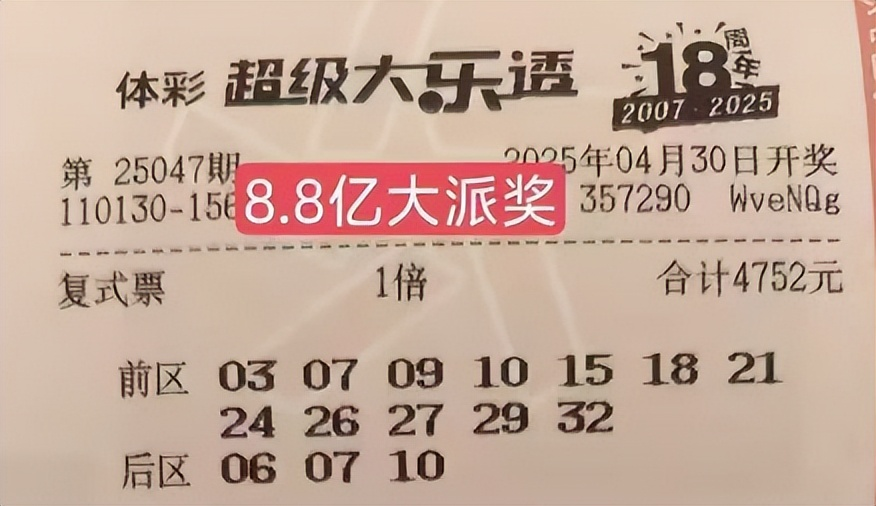 体彩 超级大乐透 18周年
2007-2025
第 25047期 2025年04月30日开奖
110130-156 357290 WveNQg
8.8亿大派奖
复式票 1倍 合计4752元
前区 03 07 09 10 15 18 21
24 26 27 29 32
后区 06 07 10